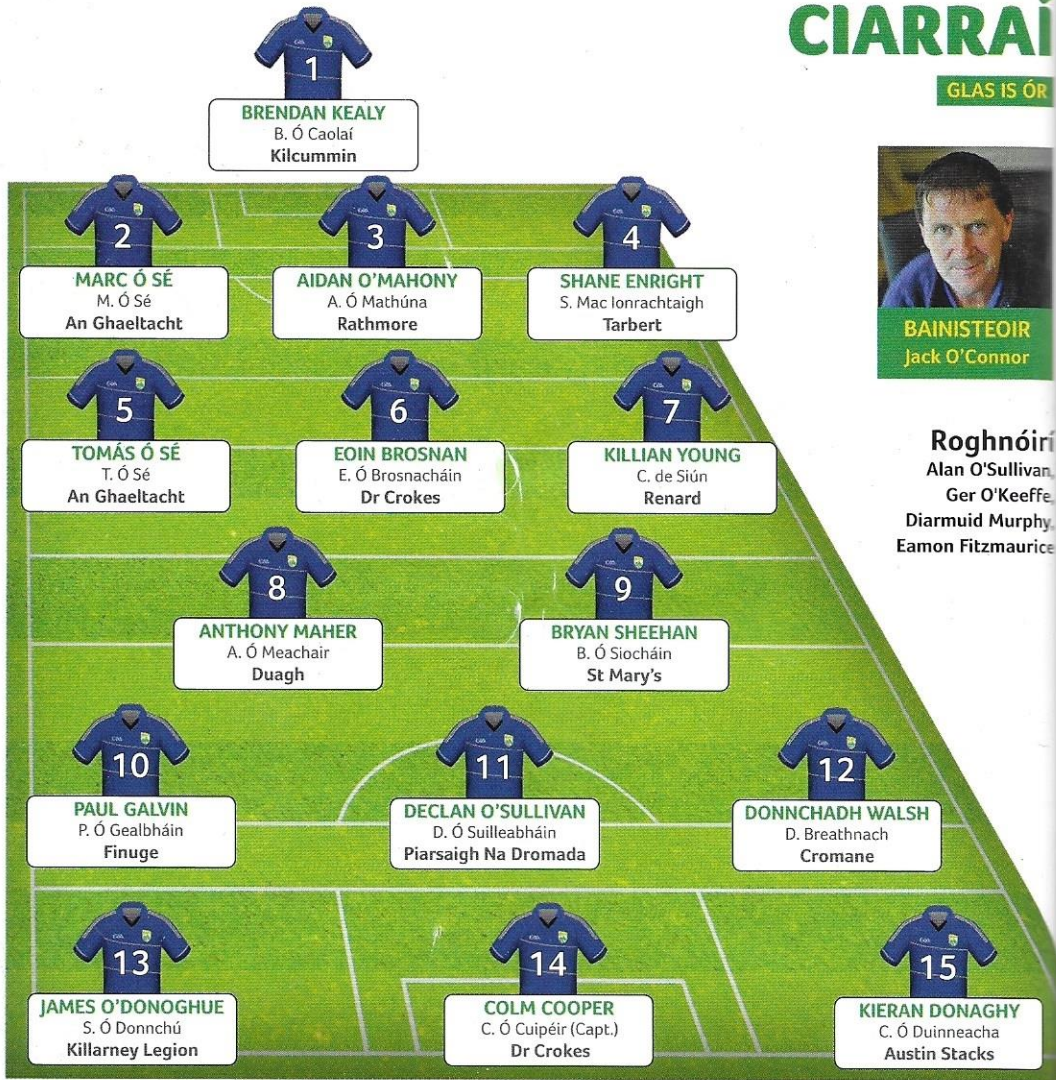 CIARRAÍ
GLAS IS ÓR
1
BRENDAN KEALY
B. Ó Caolaí
Kilcummin
2
MARC Ó SÉ
M. Ó Sé
An Ghaeltacht
3
AIDAN O'MAHONY
A. Ó Mathúna
Rathmore
4
SHANE ENRIGHT
S. Mac Ionrachtaigh
Tarbert
BAINISTEOIR
Jack O'Connor
5
TOMÁS Ó SÉ
T. Ó Sé
An Ghaeltacht
6
EOIN BROSNAN
E. Ó Brosnacháin
Dr Crokes
7
KILLIAN YOUNG
C. de Siún
Renard
Roghnóirí
Alan O'Sullivan,
Ger O'Keeffe,
Diarmuid Murphy,
Eamon Fitzmaurice
8
ANTHONY MAHER
A. Ó Meachair
Duagh
9
BRYAN SHEEHAN
B. Ó Siocháin
St Mary's
10
PAUL GALVIN
P. Ó Gealbháin
Finuge
11
DECLAN O'SULLIVAN
D. Ó Suilleabháin
Piarsaigh Na Dromada
12
DONNCHADH WALSH
D. Breathnach
Cromane
13
JAMES O'DONOGHUE
S. Ó Donnchú
Killarney Legion
14
COLM COOPER
C. Ó Cuipéir (Capt.)
Dr Crokes
15
KIERAN DONAGHY
C. Ó Duinneacha
Austin Stacks